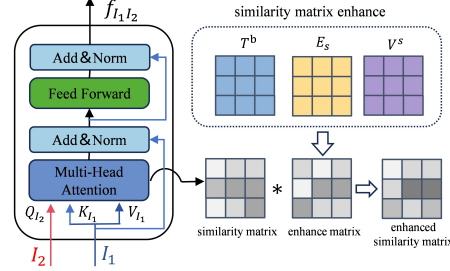 f_{I_1 I_2}
similarity matrix enhance
T^b E_s V^s
Add&Norm
Feed Forward
Add&Norm
Multi-Head
Attention
*
Q_{I_2} K_{I_1} V_{I_1}
similarity matrix
enhance matrix
enhanced
similarity matrix
I_2 I_1